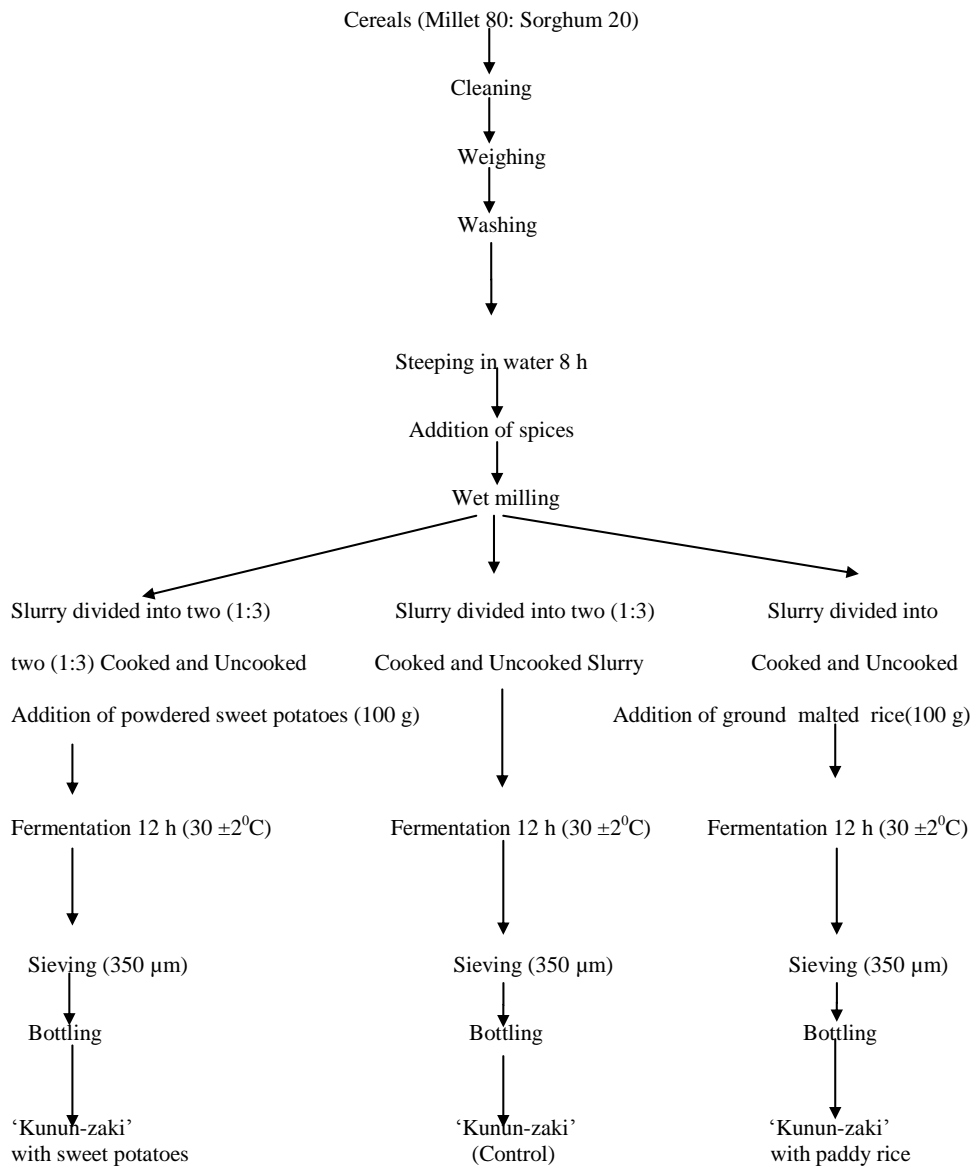 Cereals (Millet 80: Sorghum 20)
Cleaning
Weighing
Washing
Steeping in water 8 h
Addition of spices
Wet milling
Slurry divided into two (1:3)
two (1:3) Cooked and Uncooked
Addition of powdered sweet potatoes (100 g)
Fermentation 12 h (30 ±2⁰C)
Sieving (350 µm)
Bottling
‘Kunun-zaki’
with sweet potatoes
Slurry divided into two (1:3)
Cooked and Uncooked Slurry
Fermentation 12 h (30 ±2⁰C)
Sieving (350 µm)
Bottling
‘Kunun-zaki’
(Control)
Slurry divided into
Cooked and Uncooked
Addition of ground malted rice(100 g)
Fermentation 12 h (30 ±2⁰C)
Sieving (350 µm)
Bottling
‘Kunun-zaki’
with paddy rice